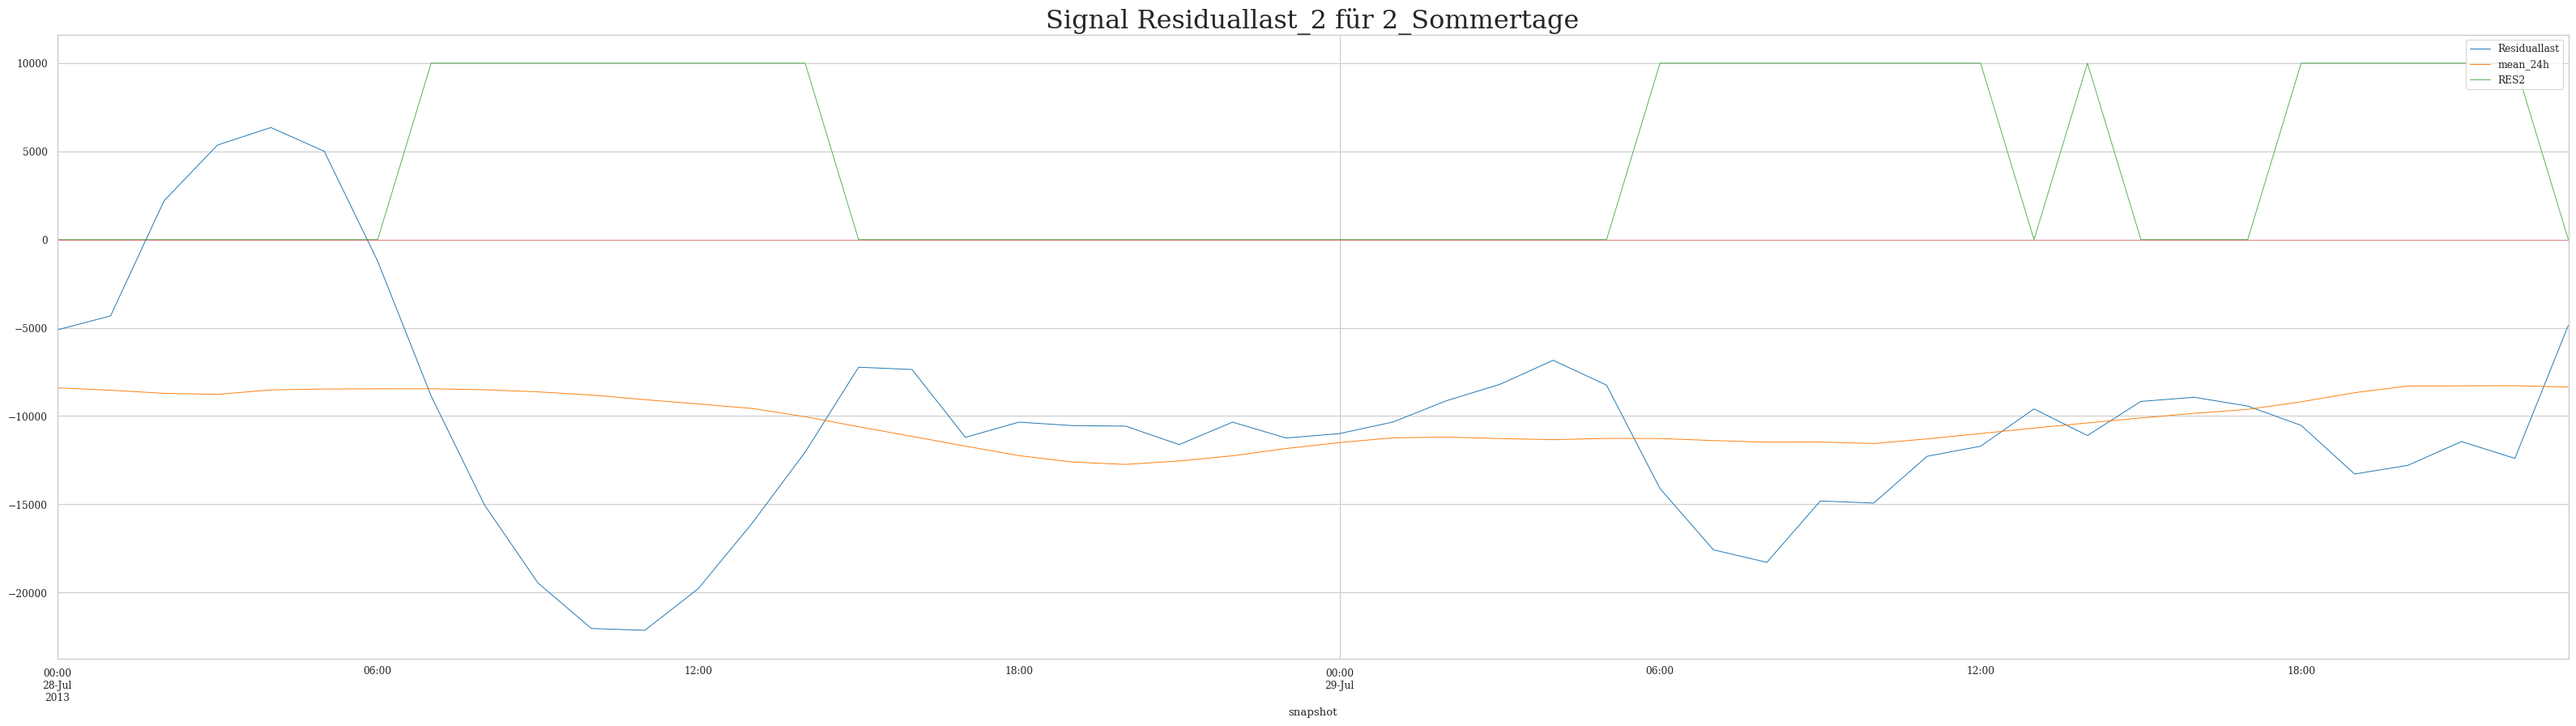 Signal Residuallast_2 für 2_Sommertage
Residuallast
mean_24h
RES2
10000
5000
0
−5000
−10000
−15000
−20000
00:00
28-Jul
2013
06:00
12:00
18:00
00:00
29-Jul
06:00
12:00
18:00
snapshot